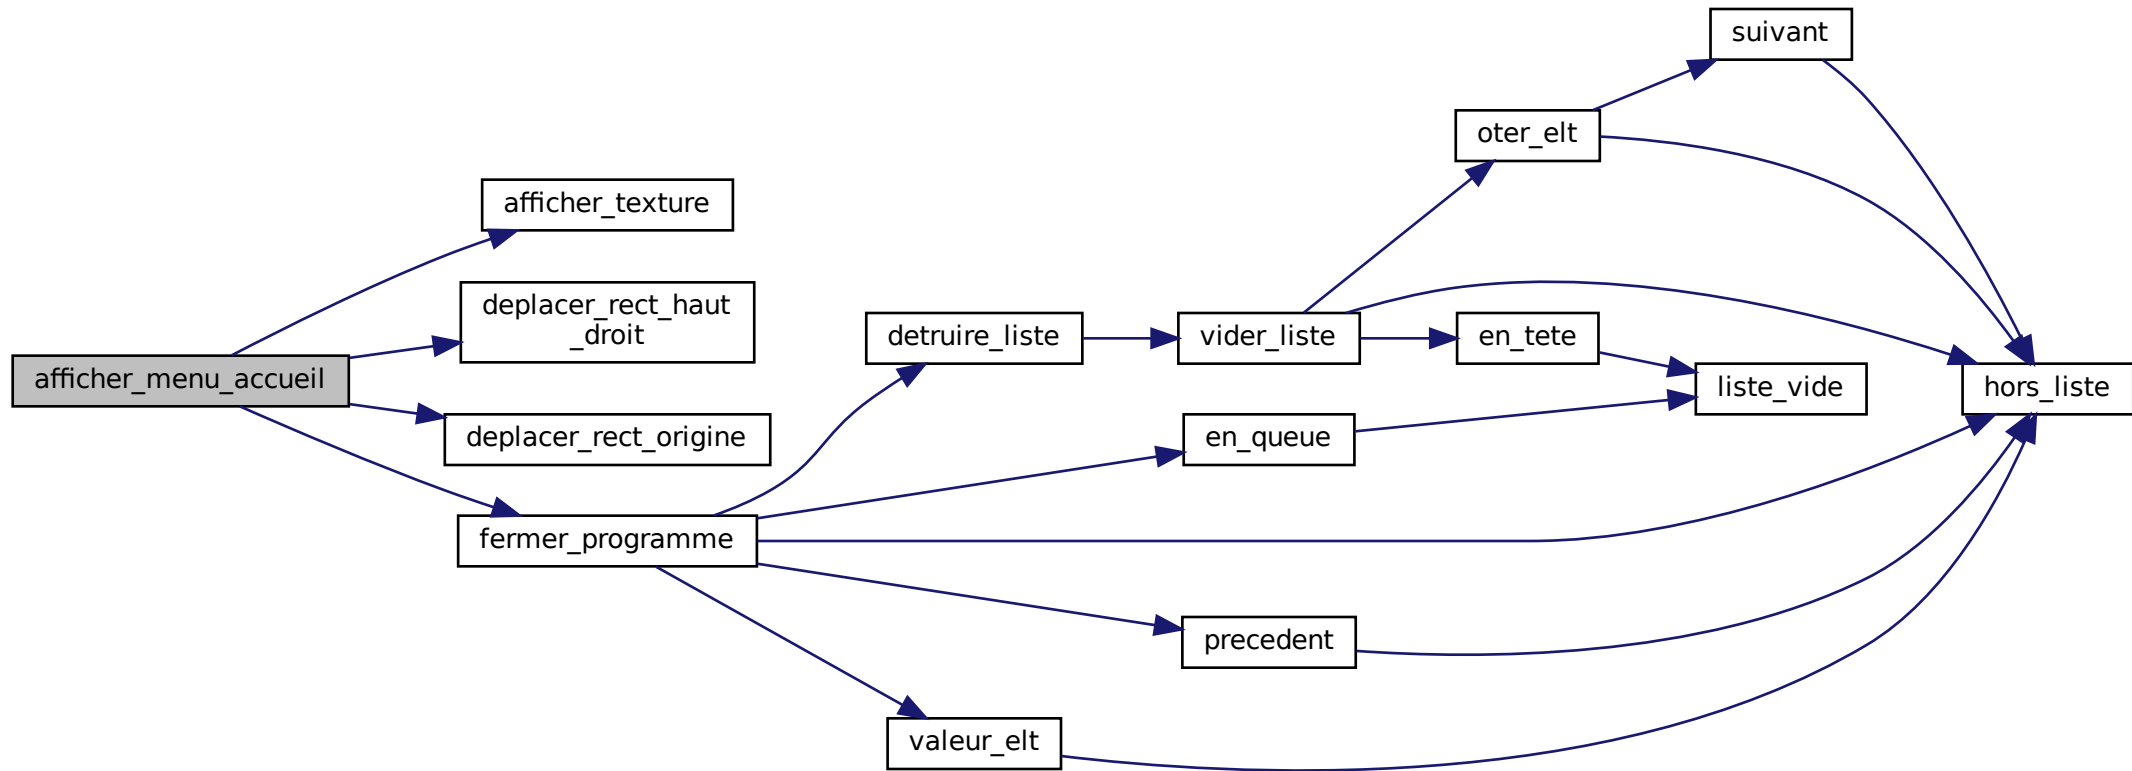 suivant
oter_elt
afficher_texture
deplacer_rect_haut
_droit
detruire_liste
vider_liste
en_tete
afficher_menu_accueil
liste_vide
hors_liste
deplacer_rect_origine
en_queue
fermer_programme
precedent
valeur_elt